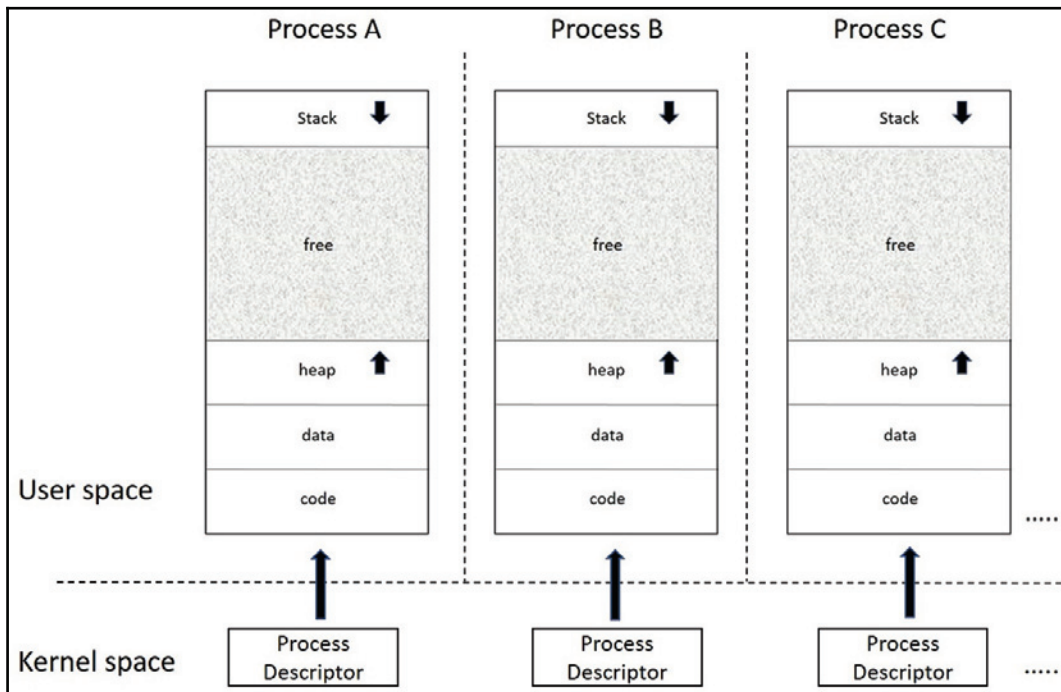 Process A
Process B
Process C
Stack
Stack
Stack
free
free
free
heap
heap
heap
data
data
data
User space
code
code
code
.....
Kernel space
Process
Descriptor
Process
Descriptor
Process
Descriptor
.....